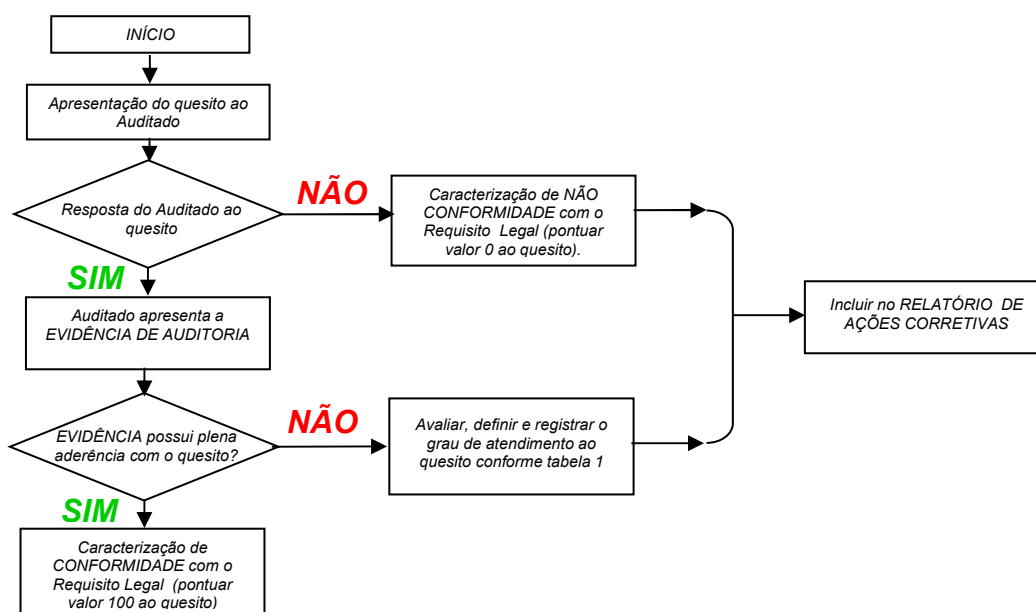 INÍCIO
Apresentação do quesito ao
Auditado
Resposta do Auditado ao
quesito
NÃO
Caracterização de NÃO
CONFORMIDADE com o
Requisito Legal (pontuar
valor 0 ao quesito).
SIM
Auditado apresenta a
EVIDÊNCIA DE AUDITORIA
Incluir no RELATÓRIO DE
AÇÕES CORRETIVAS
EVIDÊNCIA possui plena
aderência com o quesito?
NÃO
Avaliar, definir e registrar o
grau de atendimento ao
quesito conforme tabela 1
SIM
Caracterização de
CONFORMIDADE com o
Requisito Legal (pontuar
valor 100 ao quesito)